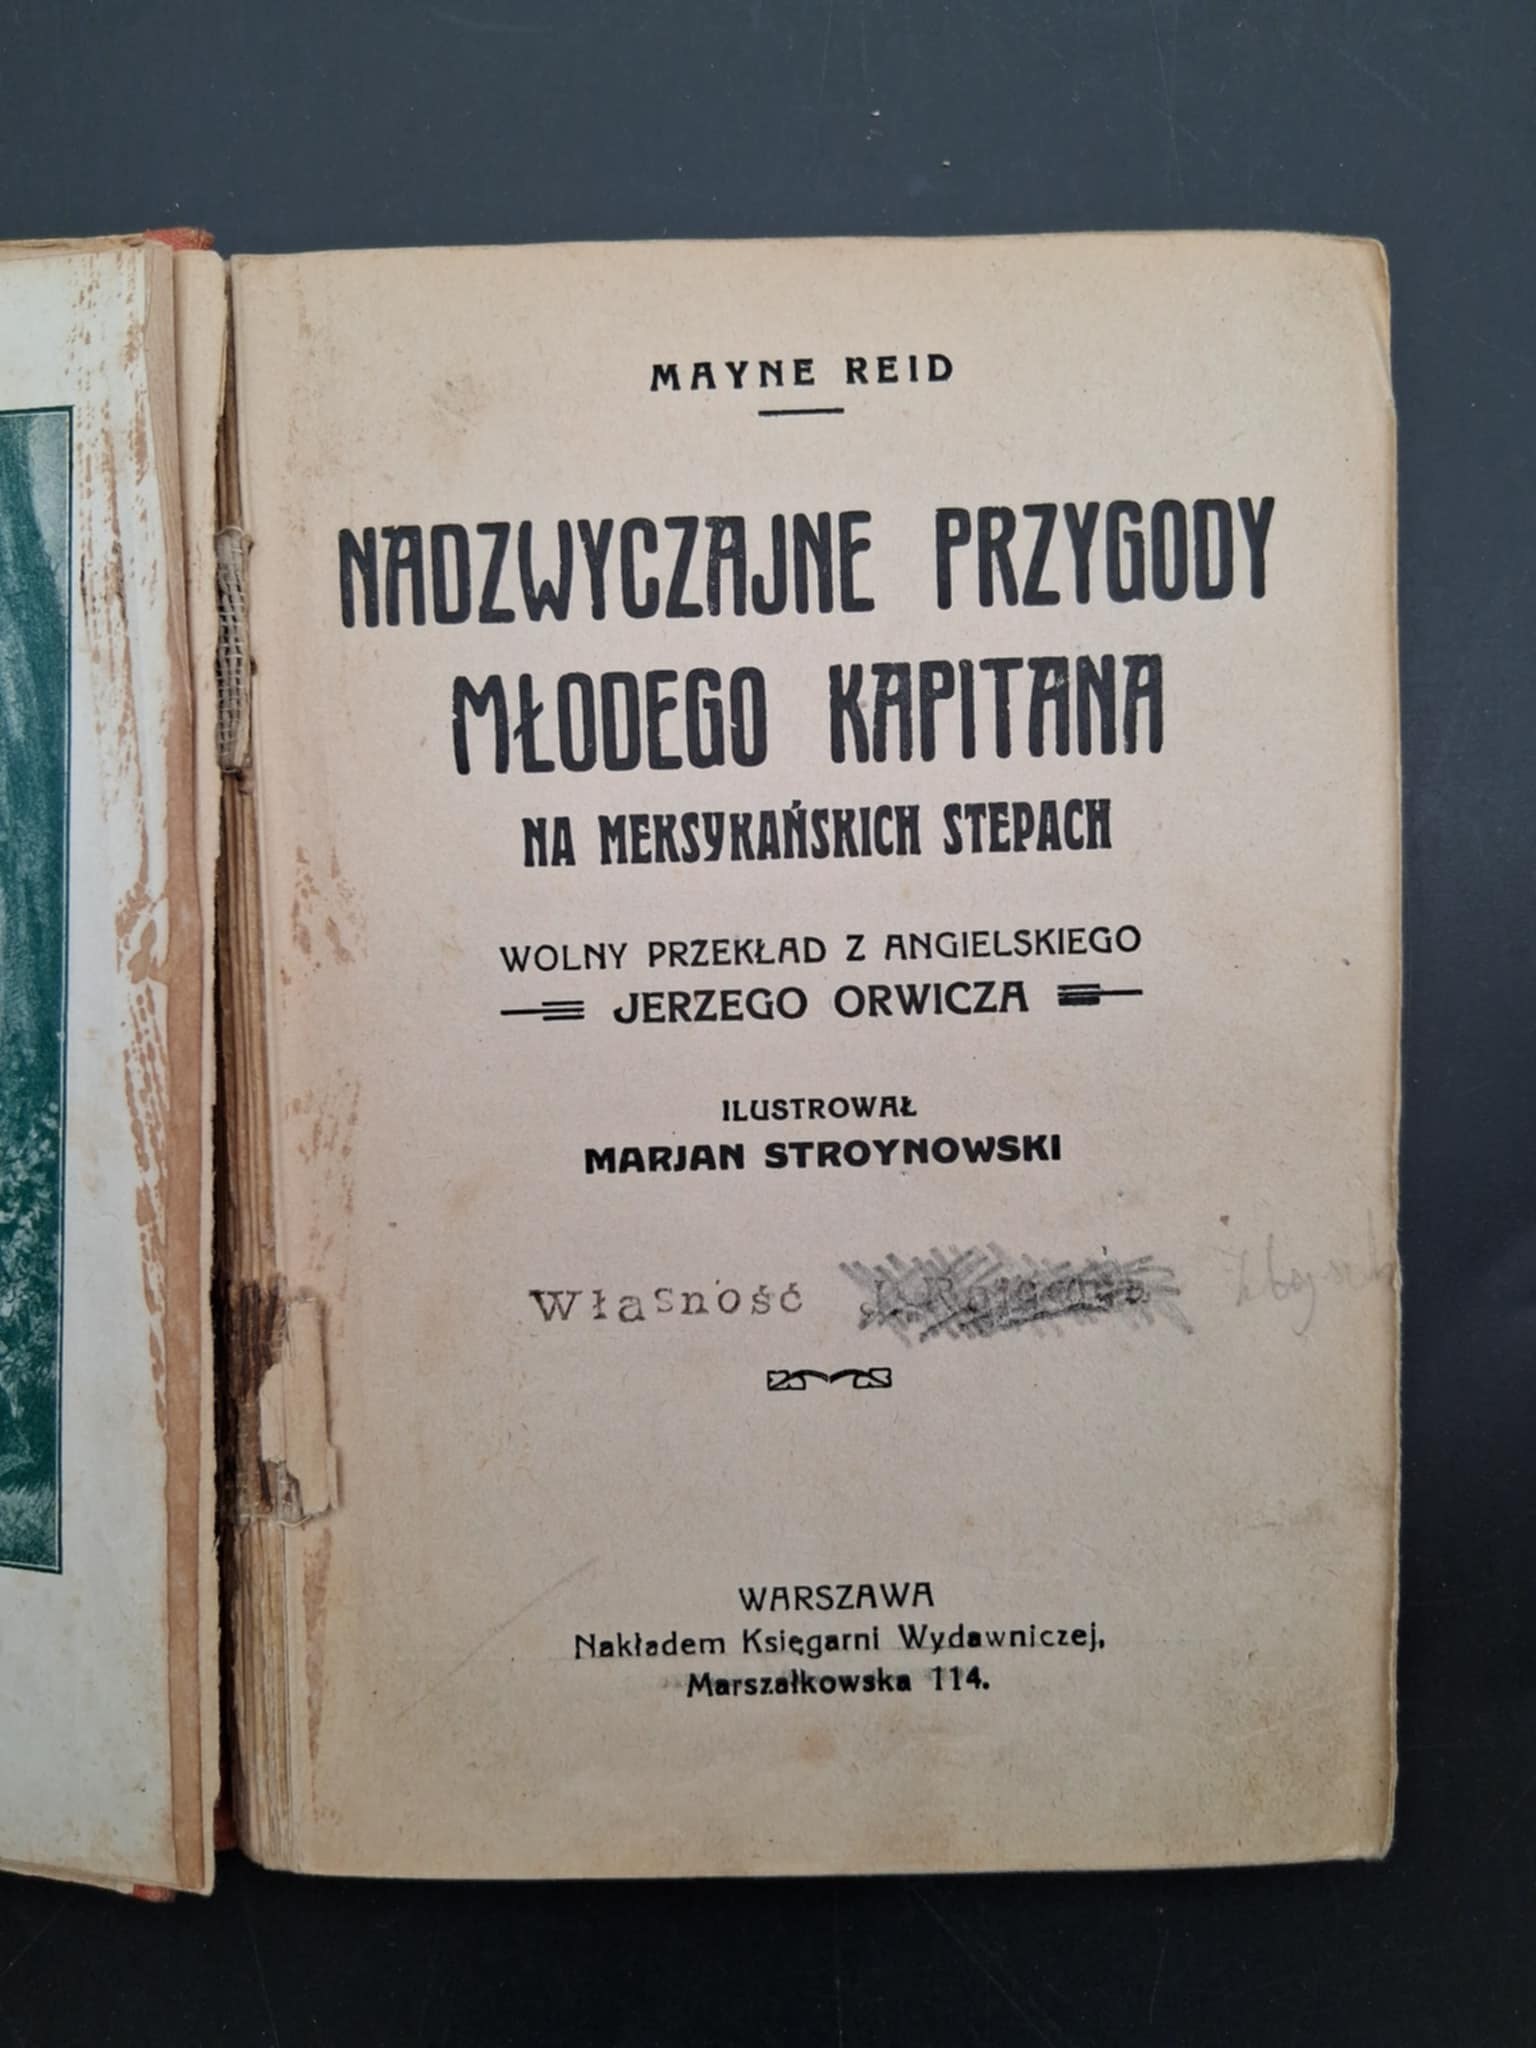 MAYNE REID
NADZWYCZAJNE PRZYGODY
MŁODEGO KAPITANA
NA MEKSYKAŃSKICH STEPACH
WOLNY PRZEKŁAD Z ANGIELSKIEGO
JERZEGO ORWICZA
ILUSTROWAŁ
MARJAN STROYNOWSKI
Własność
WARSZAWA
Nakładem Księgarni Wydawniczej,
Marszałkowska 114.